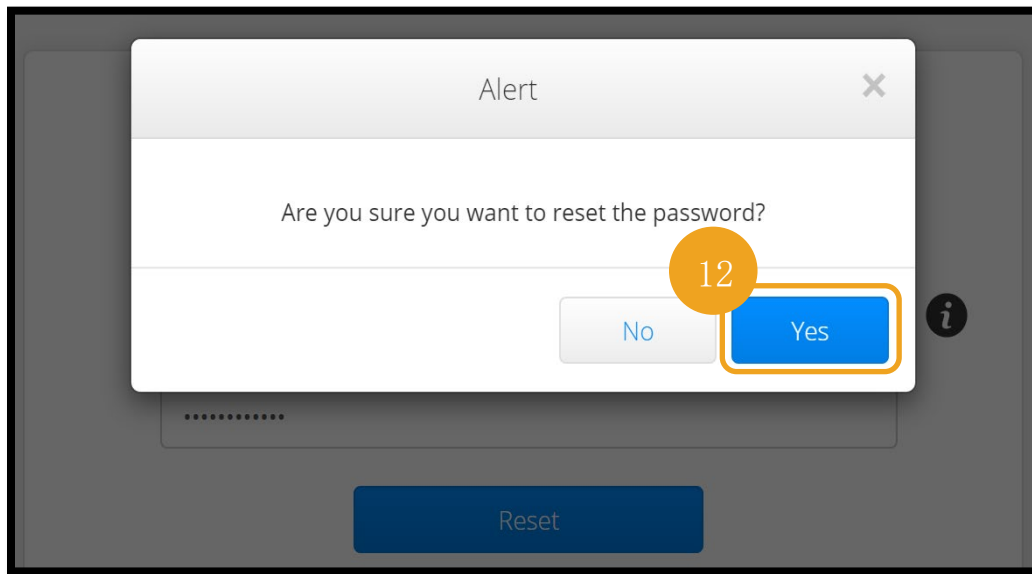 Alert
×
Are you sure you want to reset the password?
12
No
Yes
i
••••••••••••
Reset